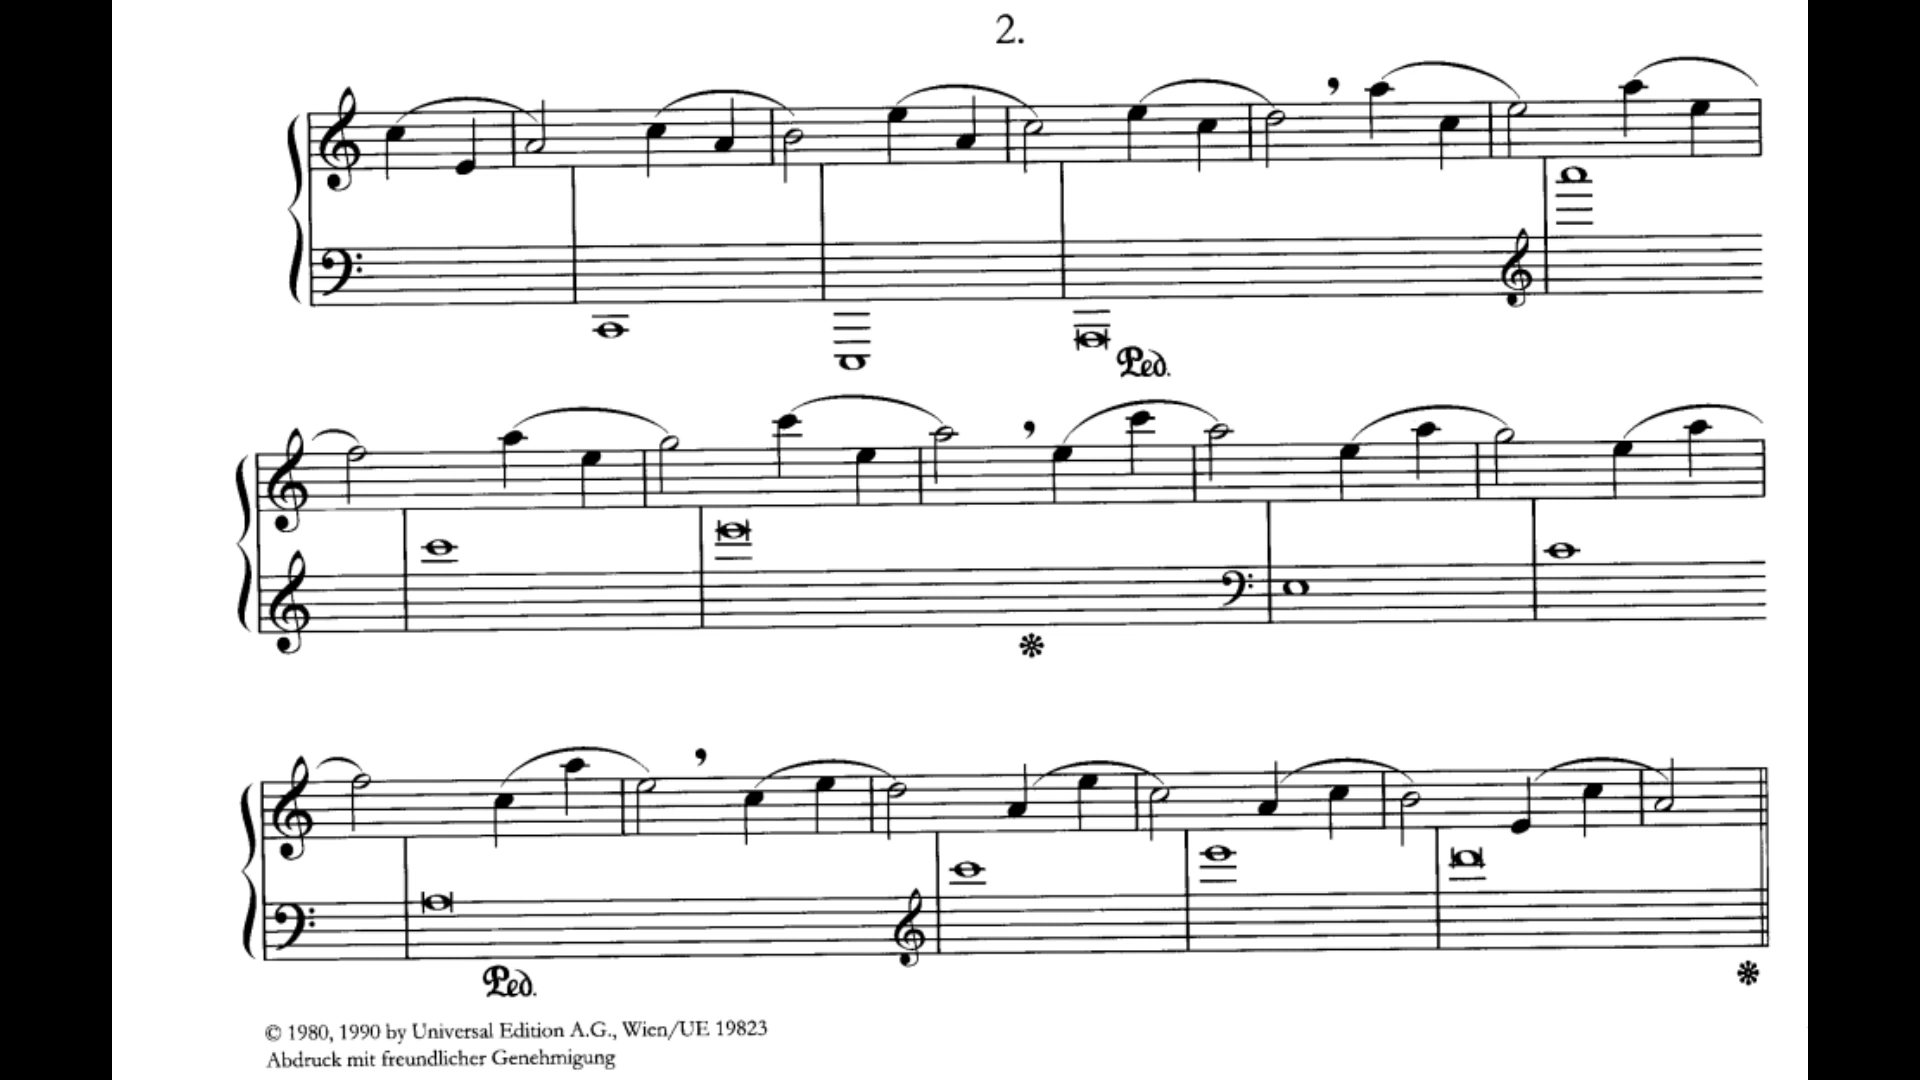 2.
Ped.
Ped.
© 1980, 1990 by Universal Edition A.G., Wien/UE 19823
Abdruck mit freundlicher Genehmigung